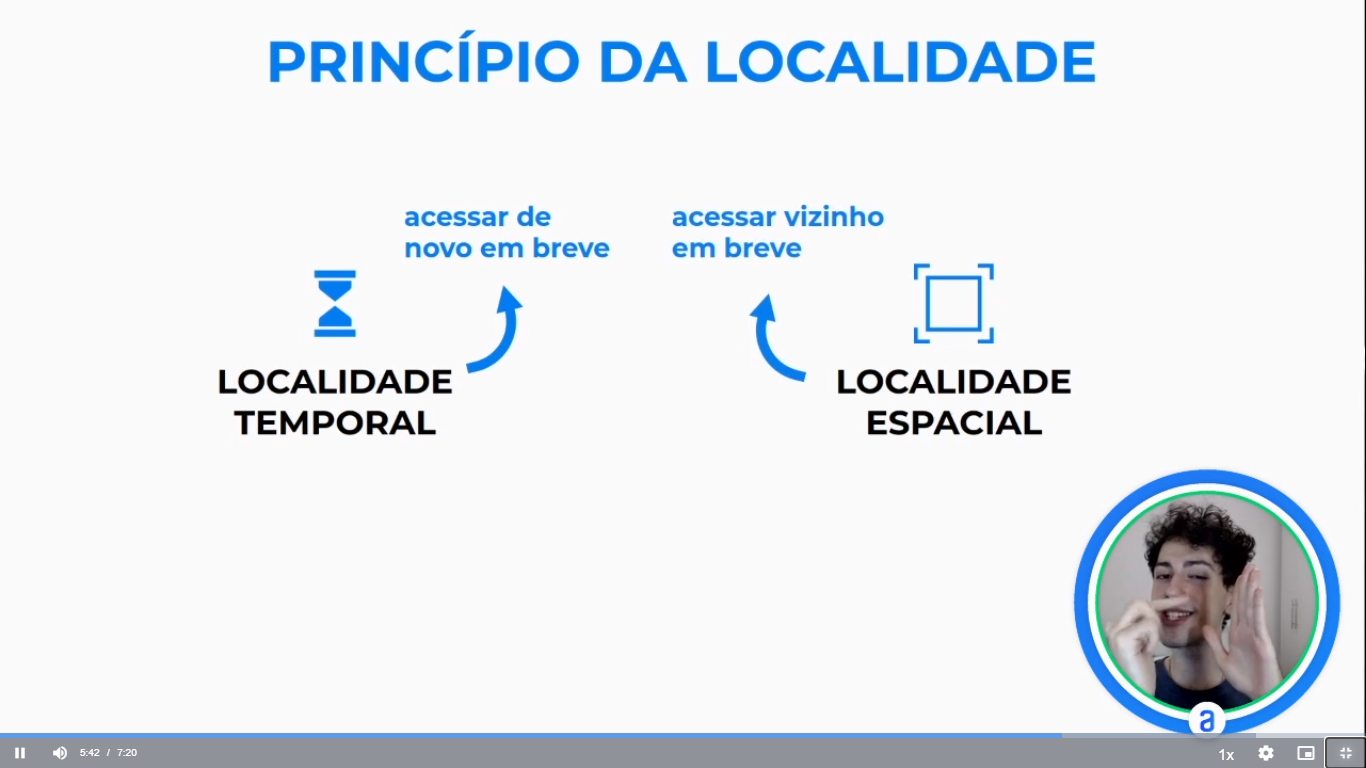 PRINCÍPIO DA LOCALIDADE
acessar de
novo em breve
acessar vizinho
em breve
LOCALIDADE
TEMPORAL
LOCALIDADE
ESPACIAL
a
5:42 / 7:20
1x